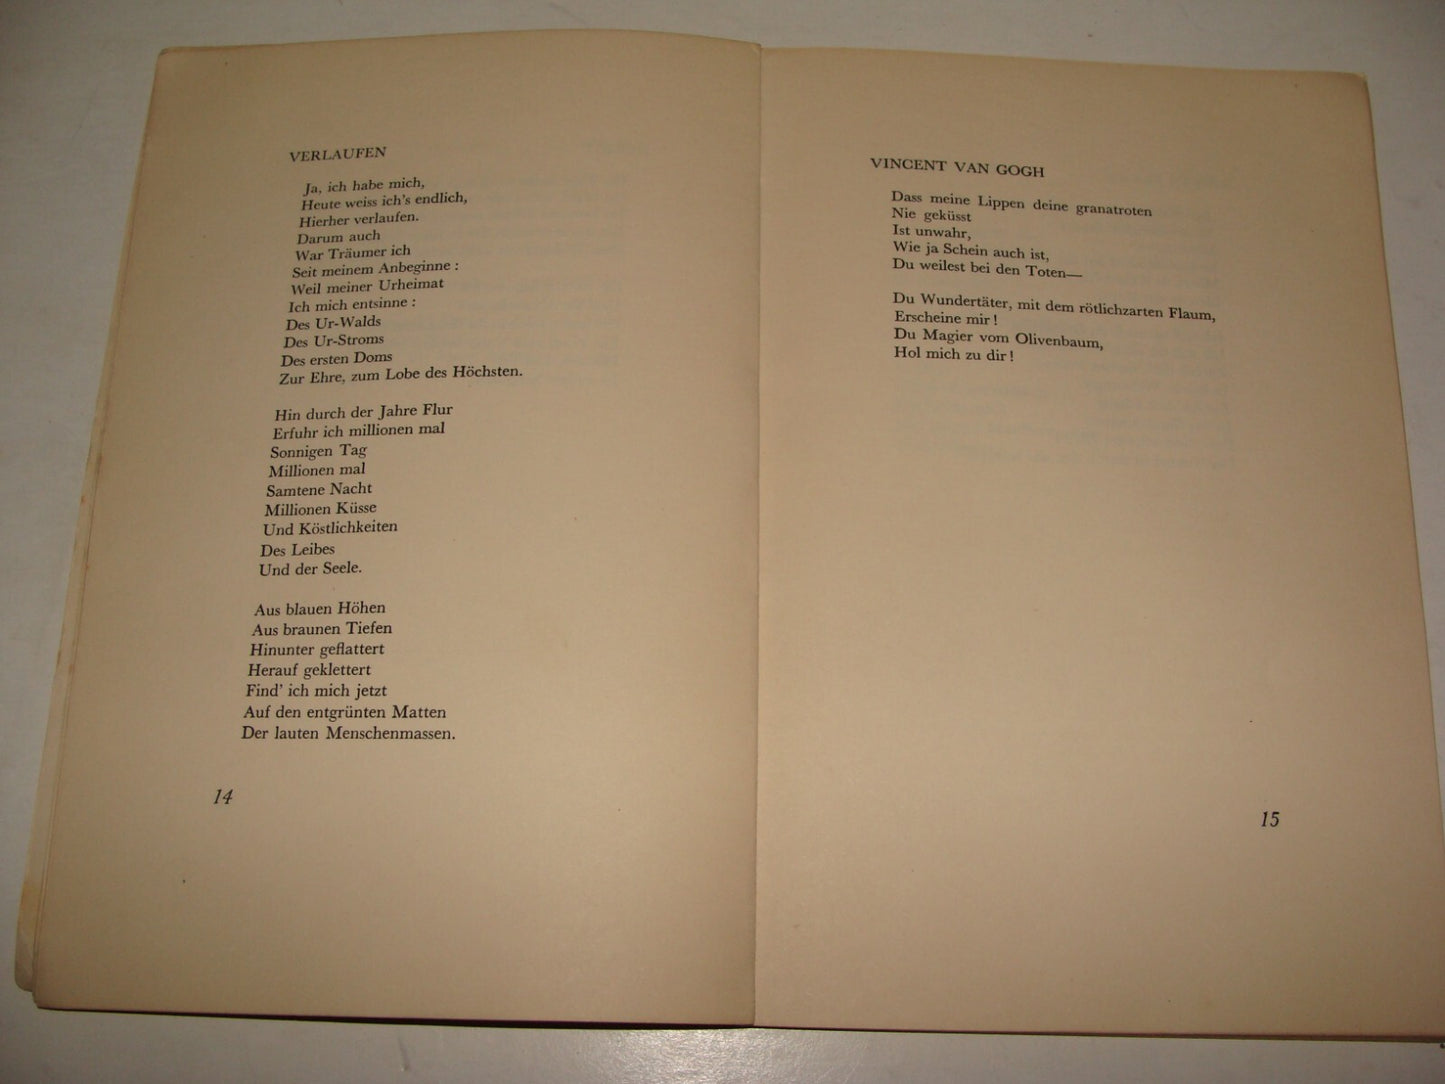 VERLAUFEN
Ja, ich habe mich,
Heute weiss ich's endlich,
Hierher verlaufen.
Darum auch
War Träumer ich
Seit meinem Anbeginne :
Weil meiner Urheimat
Ich mich entsinne :
Des Ur-Walds
Des Ur-Stroms
Des ersten Doms
Zur Ehre, zum Lobe des Höchsten.
Hin durch der Jahre Flur
Erfuhr ich millionen mal
Sonnigen Tag
Millionen mal
Samtene Nacht
Millionen Küsse
Und Köstlichkeiten
Des Leibes
Und der Seele.
Aus blauen Höhen
Aus braunen Tiefen
Hinunter geflattert
Herauf geklettert
Find' ich mich jetzt
Auf den entgrünten Matten
Der lauten Menschenmassen.
14
VINCENT VAN GOGH
Dass meine Lippen deine granatroten
Nie geküsst
Ist unwahr,
Wie ja Schein auch ist,
Du weilest bei den Toten—
Du Wundertäter, mit dem rötlichzarten Flaum,
Erscheine mir !
Du Magier vom Olivenbaum,
Hol mich zu dir !
15